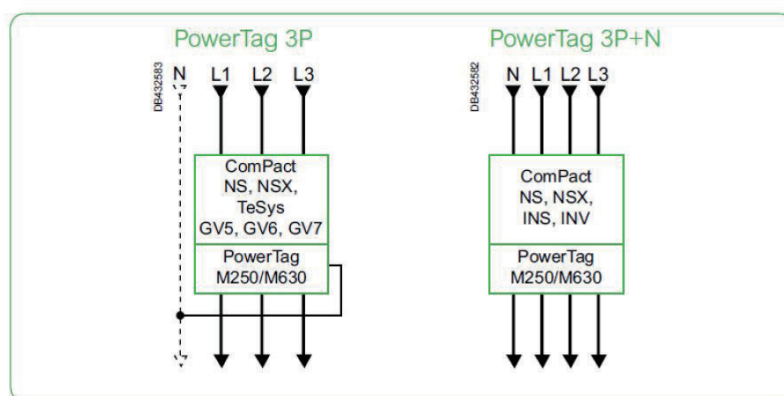 PowerTag 3P
DB432583
N L1 L2 L3
ComPact
NS, NSX,
TeSys
GV5, GV6, GV7
PowerTag
M250/M630
PowerTag 3P+N
DB432582
N L1 L2 L3
ComPact
NS, NSX,
INS, INV
PowerTag
M250/M630